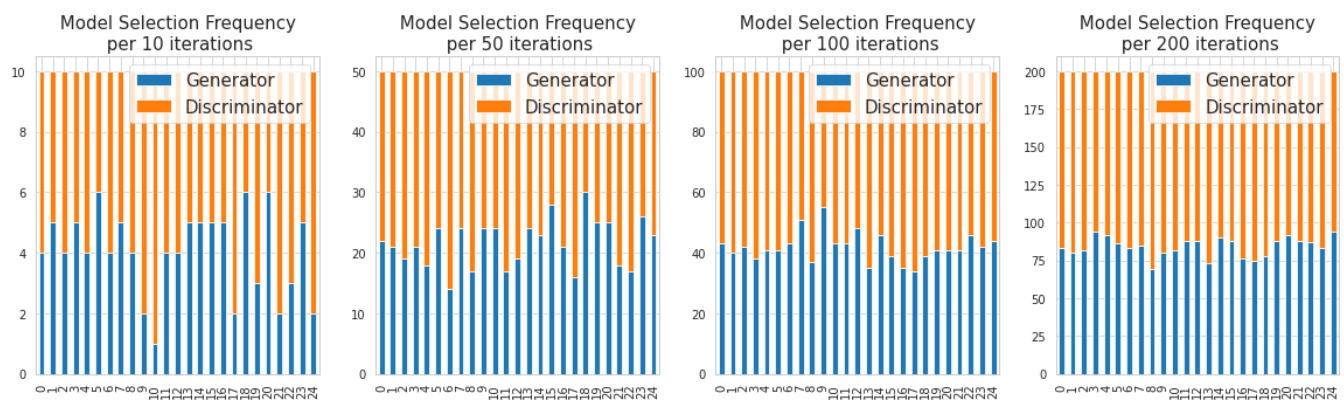 Model Selection Frequency
per 10 iterations
Generator
Discriminator
10
8
6
4
2
0
0 1 2 3 4 5 6 7 8 9 10 11 12 13 14 15 16 17 18 19 20 21 22 23 24
Model Selection Frequency
per 50 iterations
Generator
Discriminator
50
40
30
20
10
0
0 1 2 3 4 5 6 7 8 9 10 11 12 13 14 15 16 17 18 19 20 21 22 23 24
Model Selection Frequency
per 100 iterations
Generator
Discriminator
100
80
60
40
20
0
0 1 2 3 4 5 6 7 8 9 10 11 12 13 14 15 16 17 18 19 20 21 22 23 24
Model Selection Frequency
per 200 iterations
Generator
Discriminator
200
175
150
125
100
75
50
25
0
0 1 2 3 4 5 6 7 8 9 10 11 12 13 14 15 16 17 18 19 20 21 22 23 24